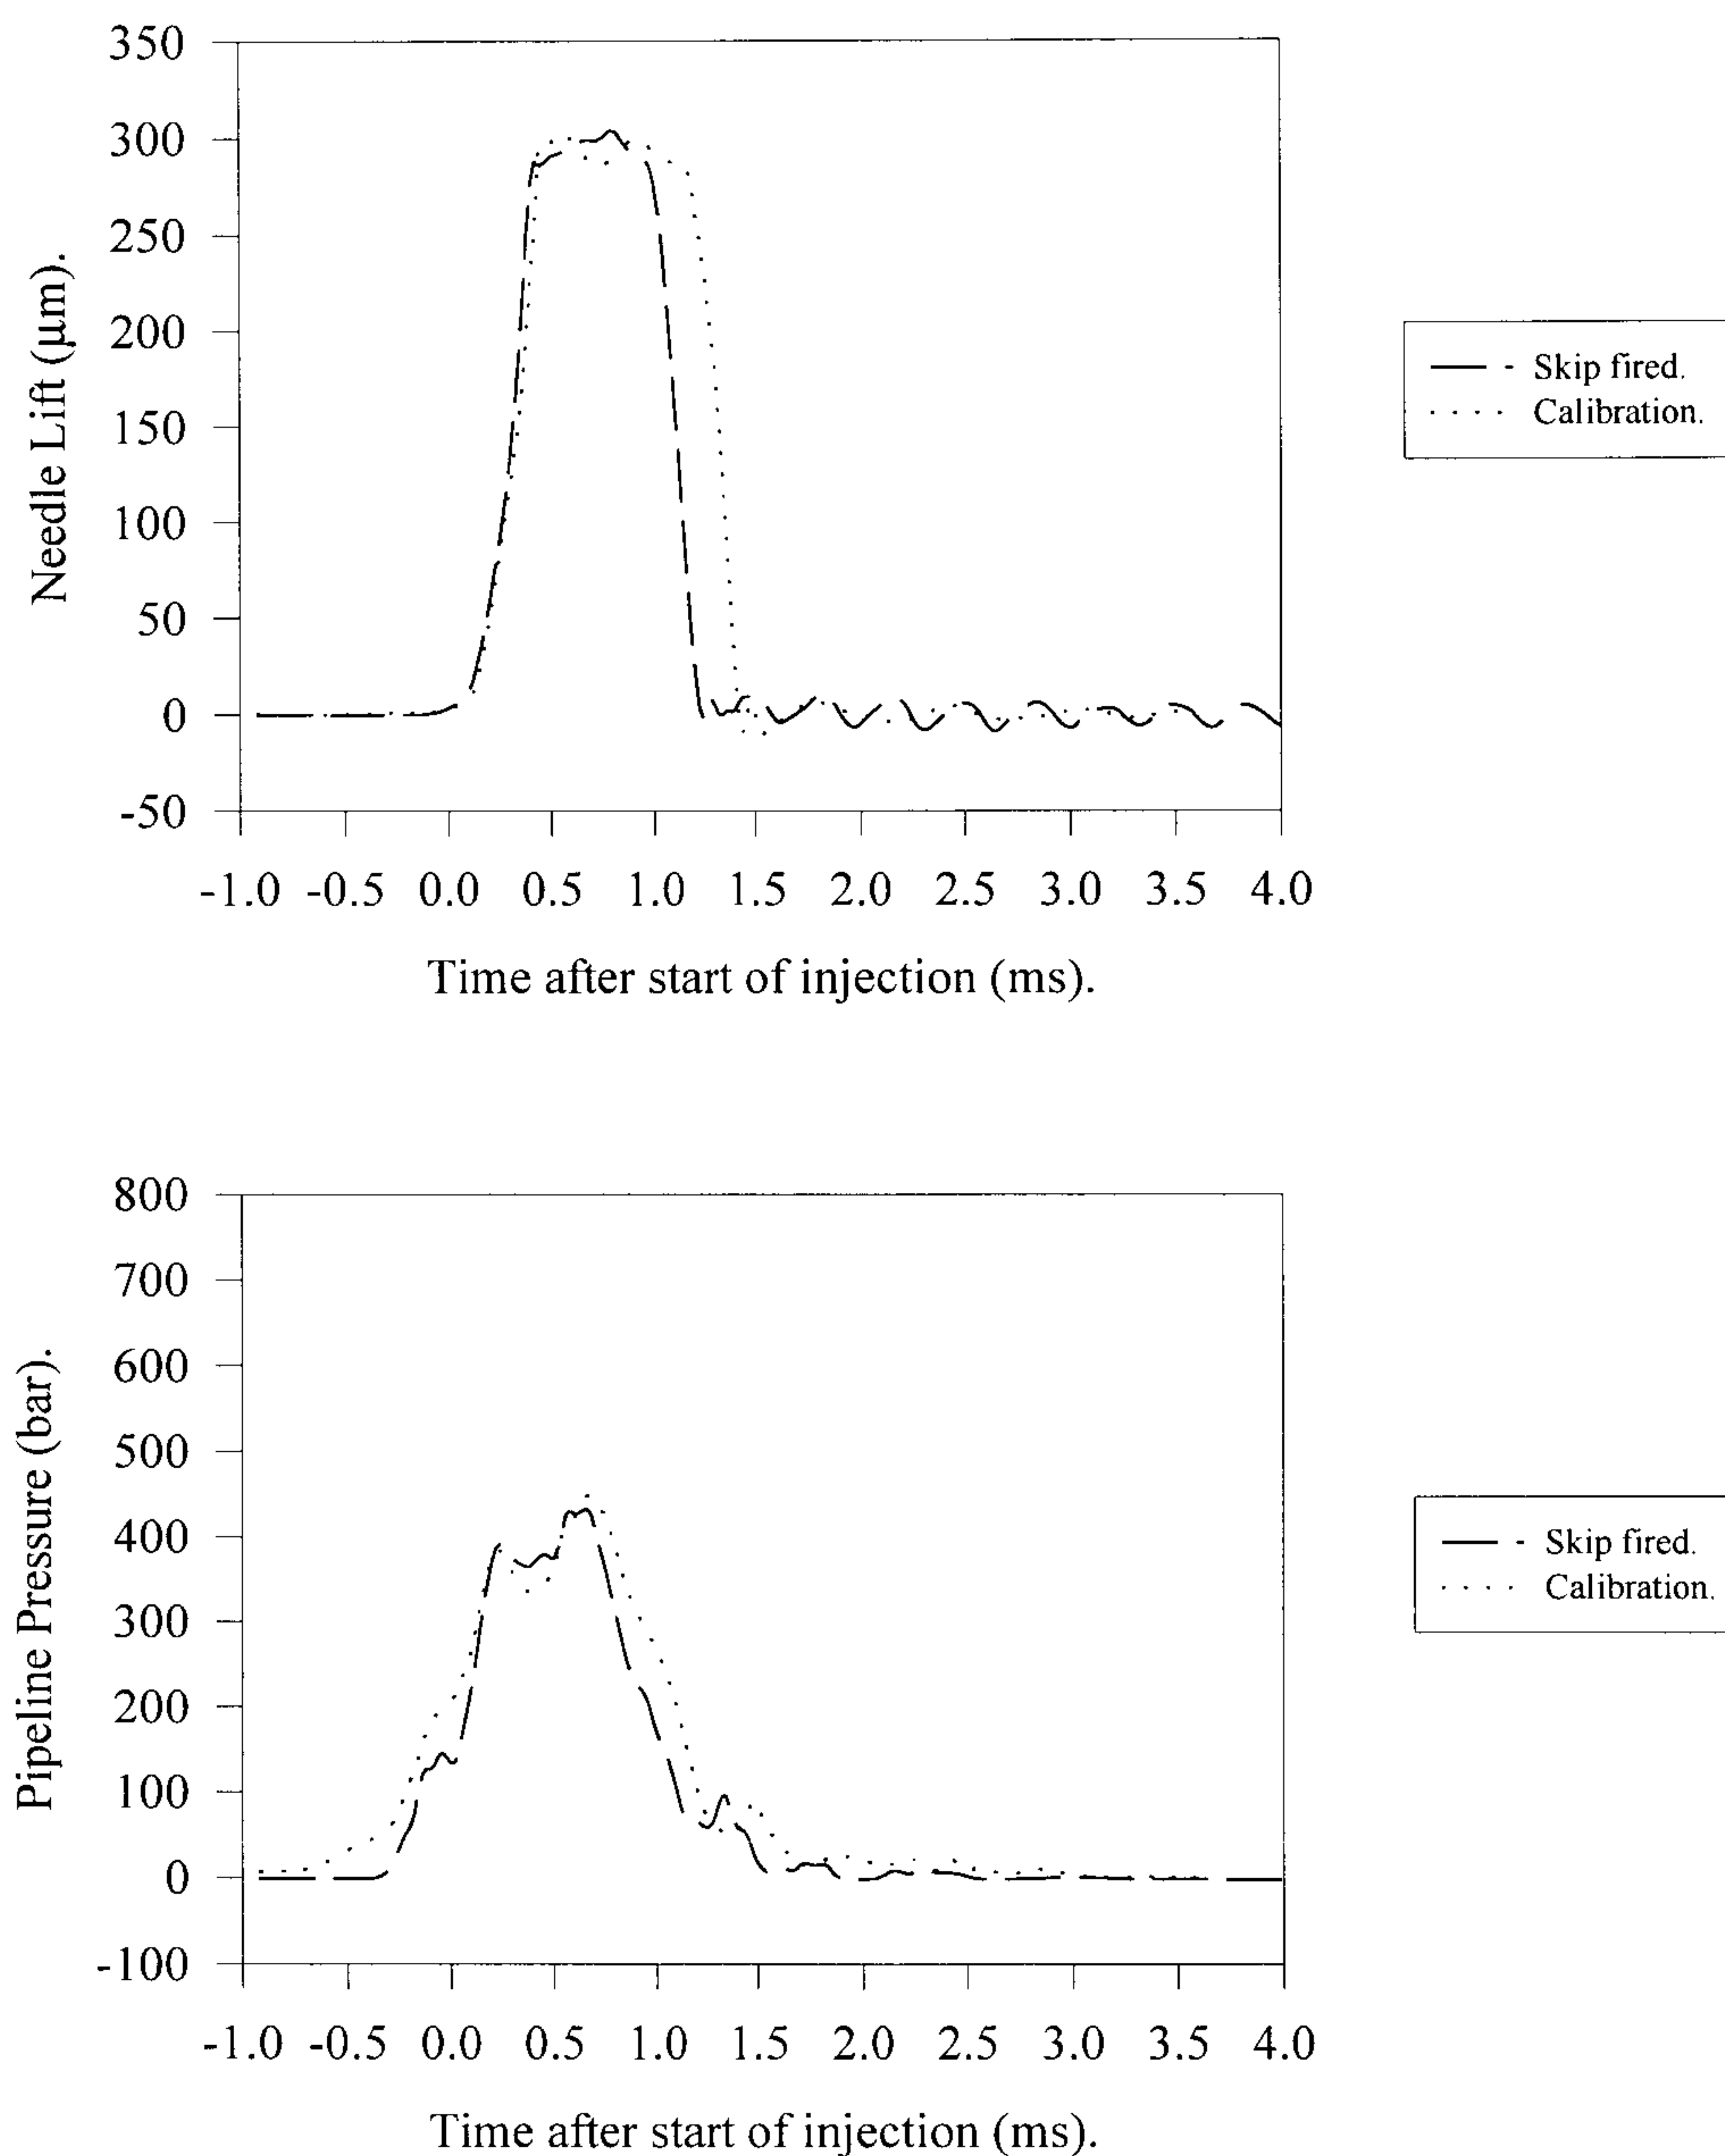 350
300
250
200
150
100
50
0
-50
Needle Lift (µm).
-1.0 -0.5 0.0 0.5 1.0 1.5 2.0 2.5 3.0 3.5 4.0
Time after start of injection (ms).
Skip fired.
Calibration.
800
700
600
500
400
300
200
100
0
-100
Pipeline Pressure (bar).
-1.0 -0.5 0.0 0.5 1.0 1.5 2.0 2.5 3.0 3.5 4.0
Time after start of injection (ms).
Skip fired.
Calibration.